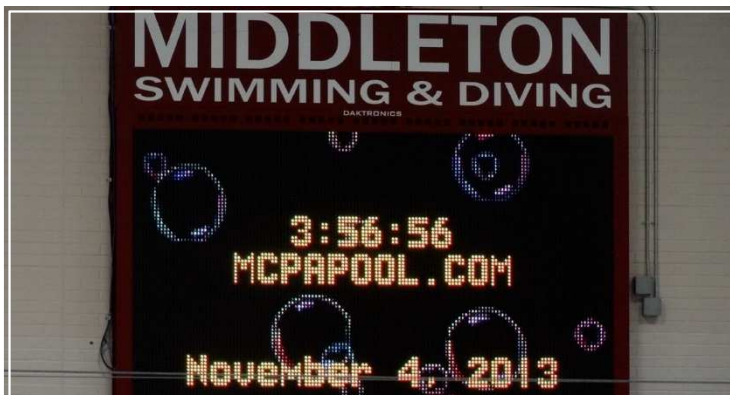 MIDDLETON
SWIMMING & DIVING
DAKTRONICS
3:56:56
MCPAPOOL.COM
November 4, 2013